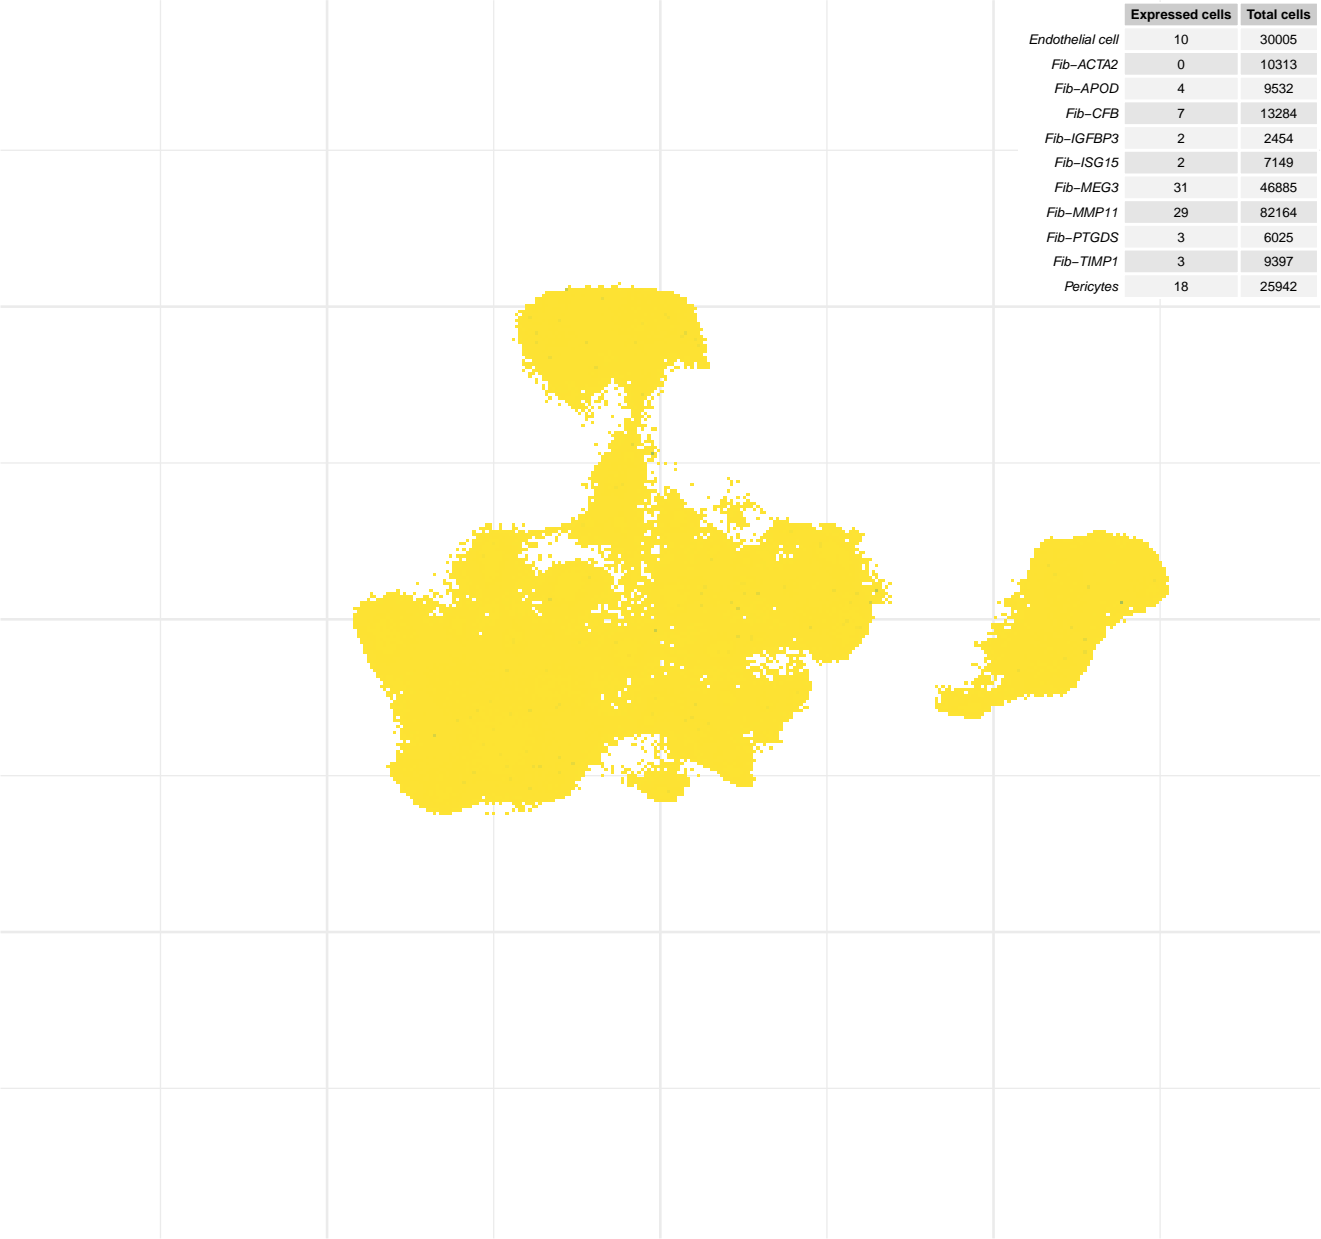 Expressed cells Total cells
Endothelial cell 10 30005
Fib−ACTA2 0 10313
Fib−APOD 4 9532
Fib−CFB 7 13284
Fib−IGFBP3 2 2454
Fib−ISG15 2 7149
Fib−MEG3 31 46885
Fib−MMP11 29 82164
Fib−PTGDS 3 6025
Fib−TIMP1 3 9397
Pericytes 18 25942